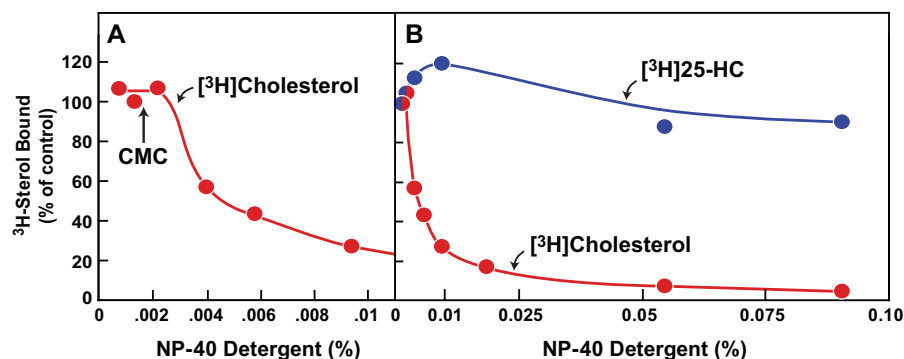 A
B
[³H]Cholesterol
[³H]25-HC
CMC
[³H]Cholesterol
³H-Sterol Bound
(% of control)
120
100
80
60
40
20
0
0 .002 .004 .006 .008 .01
0 0.01 0.025 0.05 0.075 0.10
NP-40 Detergent (%)
NP-40 Detergent (%)